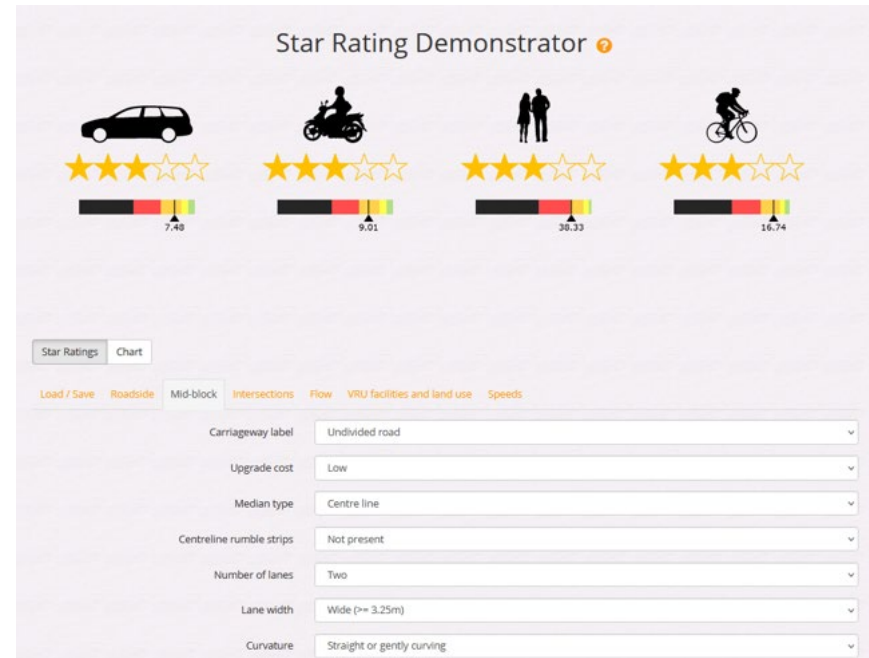 Star Rating Demonstrator ?
7.48 9.01 38.33 16.74
Star Ratings Chart
Load / Save Roadside Mid-block Intersections Flow VRU facilities and land use Speeds
Carriageway label Undivided road
Upgrade cost Low
Median type Centre line
Centreline rumble strips Not present
Number of lanes Two
Lane width Wide (>= 3.25m)
Curvature Straight or gently curving